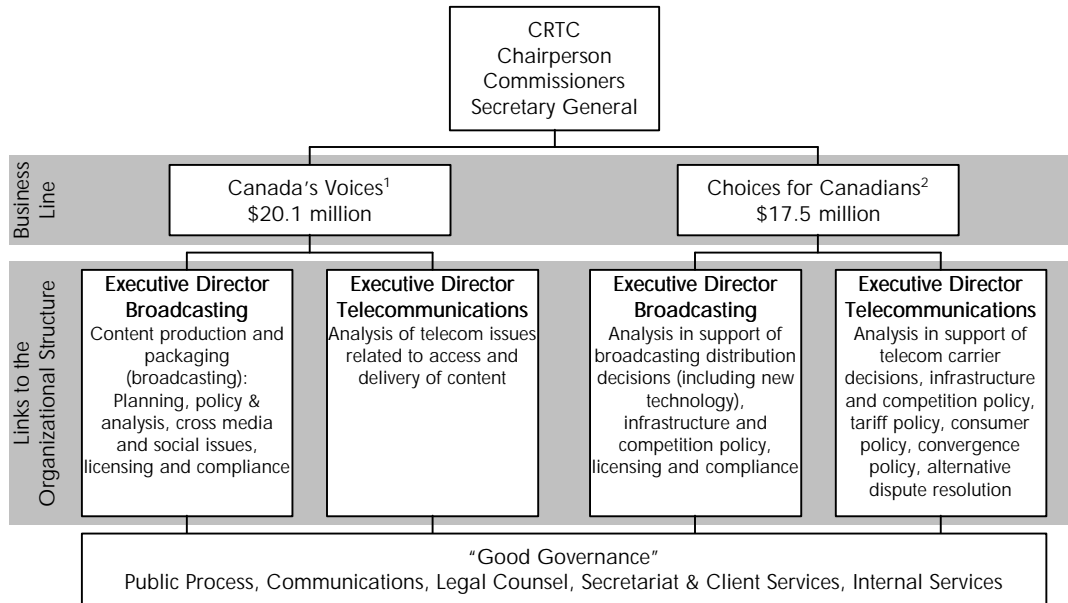 CRTC
Chairperson
Commissioners
Secretary General
Business
Line
Canada's Voices¹
$20.1 million
Choices for Canadians²
$17.5 million
Links to the
Organizational Structure
Executive Director
Broadcasting
Content production and
packaging
(broadcasting):
Planning, policy &
analysis, cross media
and social issues,
licensing and compliance
Executive Director
Telecommunications
Analysis of telecom issues
related to access and
delivery of content
Executive Director
Broadcasting
Analysis in support of
broadcasting distribution
decisions (including new
technology),
infrastructure and
competition policy,
licensing and compliance
Executive Director
Telecommunications
Analysis in support of
telecom carrier
decisions, infrastructure
and competition policy,
tariff policy, consumer
policy, convergence
policy, alternative
dispute resolution
“Good Governance”
Public Process, Communications, Legal Counsel, Secretariat & Client Services, Internal Services